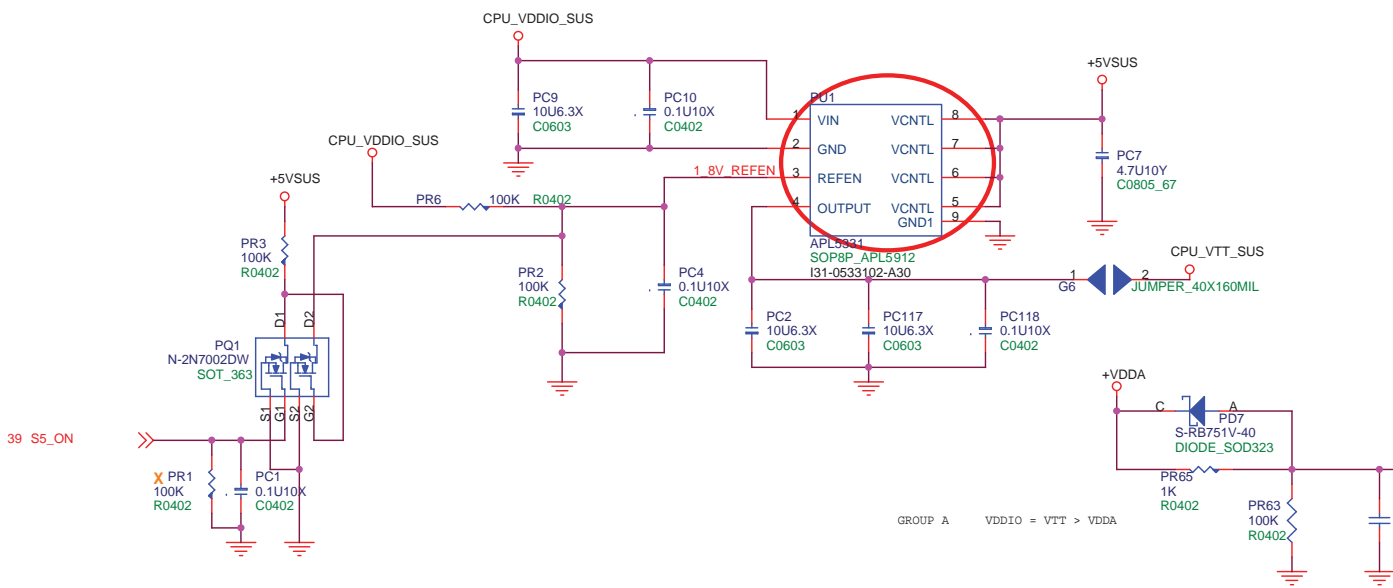 CPU_VDDIO_SUS
PC9
10U6.3X
C0603
PC10
0.1U10X
C0402
CPU_VDDIO_SUS
+5VSUS
PR3
100K
R0402
PR6
100K
R0402
1_8V_REFEN
PU1
1 VIN
2 GND
3 REFEN
4 OUTPUT
VCNTL 8
VCNTL 7
VCNTL 6
VCNTL 5
GND1 9
APL5331
SOP8P_APL5912
I31-0533102-A30
+5VSUS
PC7
4.7U10Y
C0805_67
PR2
100K
R0402
PC4
0.1U10X
C0402
PC2
10U6.3X
C0603
PC117
10U6.3X
C0603
PC118
0.1U10X
C0402
1
G6
2
CPU_VTT_SUS
JUMPER_40X160MIL
D1
D2
PQ1
N-2N7002DW
SOT_363
S1
G1
S2
G2
39 S5_ON
X PR1
100K
R0402
PC1
0.1U10X
C0402
+VDDA
C
A
PD7
S-RB751V-40
DIODE_SOD323
PR65
1K
R0402
PR63
100K
R0402
GROUP A VDDIO = VTT > VDDA